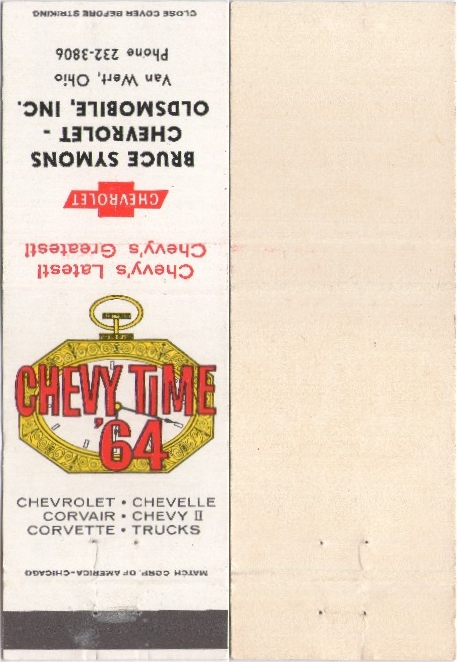 CLOSE COVER BEFORE STRIKING
Phone 232-3806
Van Wert, Ohio
OLDSMOBILE, INC.
CHEVROLET -
BRUCE SYMONS
CHEVROLET
Chevy's Greatest!
Chevy's Latest!
CHEVY TIME
'64
CHEVROLET • CHEVELLE
CORVAIR • CHEVY II
CORVETTE • TRUCKS
MATCH CORP. OF AMERICA-CHICAGO